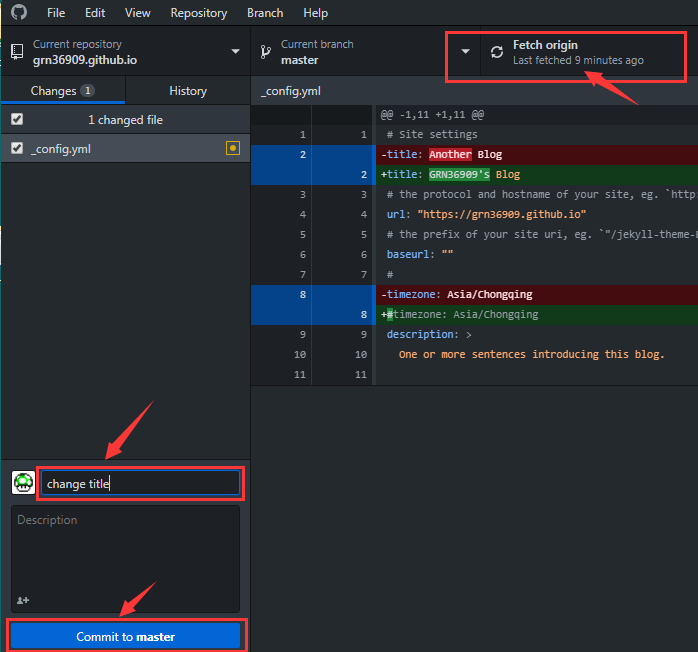 File Edit View Repository Branch Help
Current repository
grn36909.github.io
Current branch
master
Fetch origin
Last fetched 9 minutes ago
Changes 1 History
_config.yml
1 changed file
_config.yml
@@ -1,11 +1,11 @@
1 1 # Site settings
2 -title: Another Blog
2 +title: GRN36909's Blog
3 3 # the protocol and hostname of your site, eg. `http:
4 4 url: "https://grn36909.github.io"
5 5 # the prefix of your site uri, eg. `"/jekyll-theme-
6 6 baseurl: ""
7 7 #
8 -timezone: Asia/Chongqing
8 +#timezone: Asia/Chongqing
9 9 description: >
10 10 One or more sentences introducing this blog.
11 11
change title
Description
Commit to master